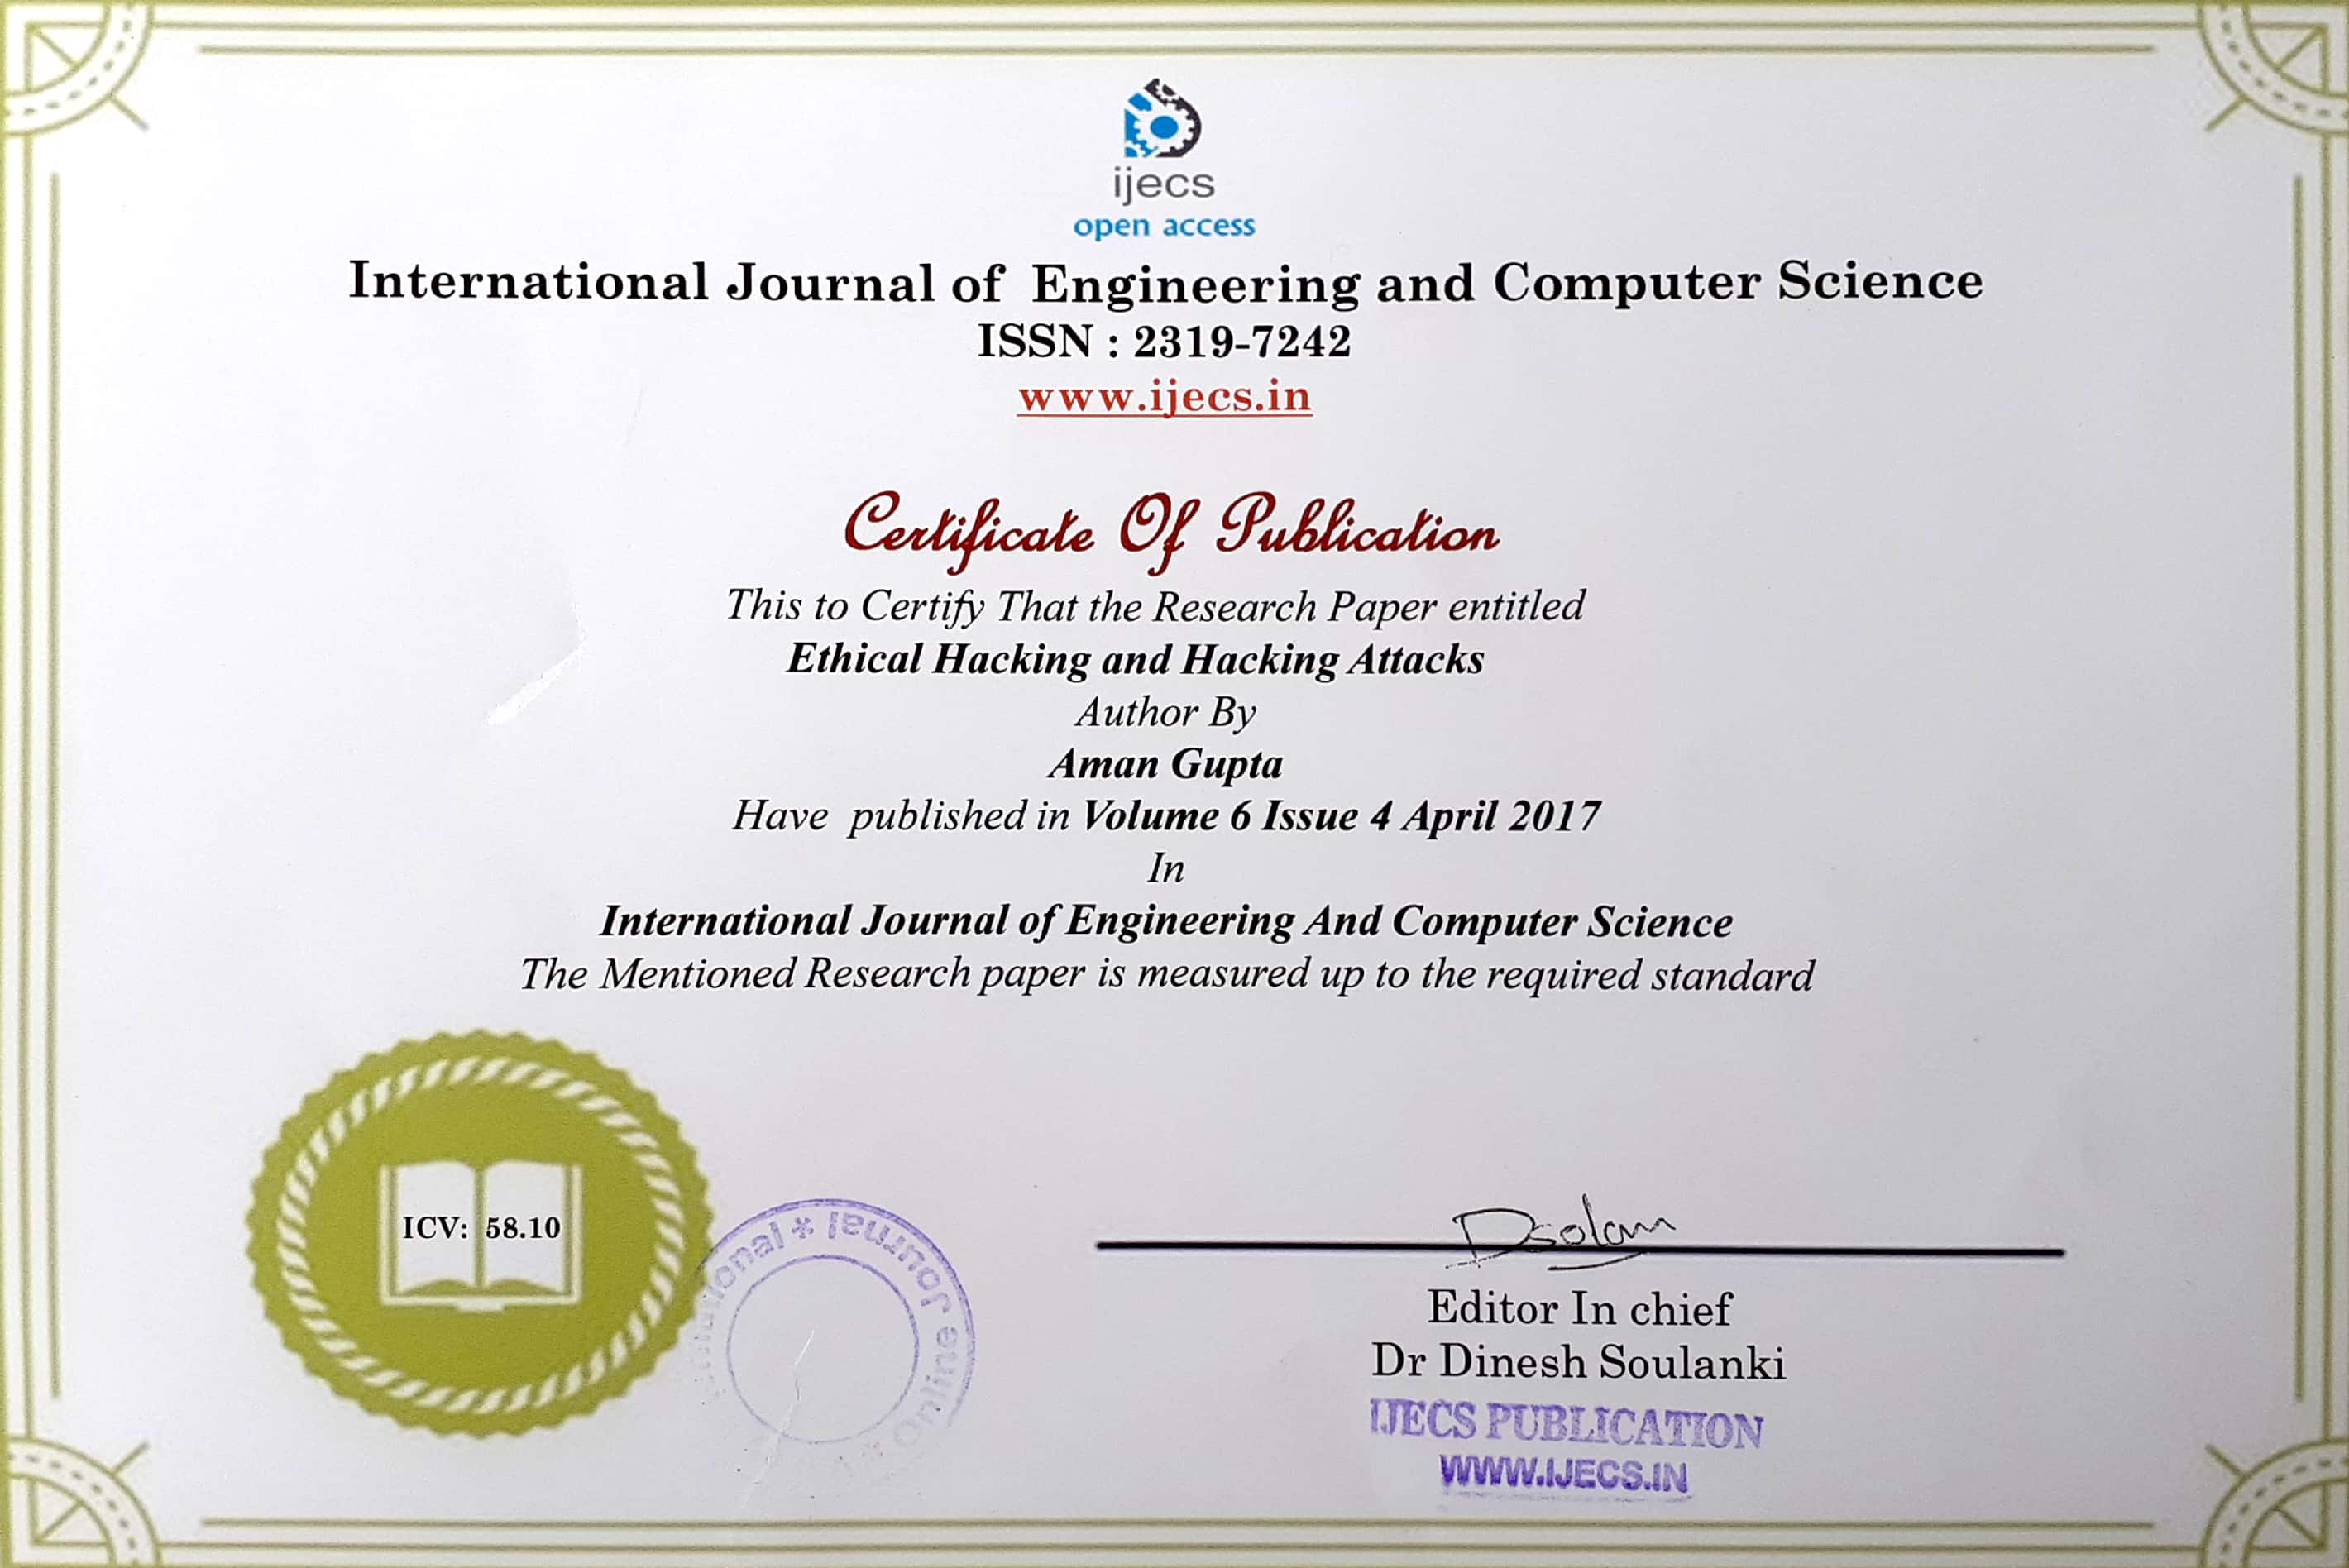 ijecs
open access
International Journal of Engineering and Computer Science
ISSN : 2319-7242
www.ijecs.in
Certificate Of Publication
This to Certify That the Research Paper entitled
Ethical Hacking and Hacking Attacks
Author By
Aman Gupta
Have published in Volume 6 Issue 4 April 2017
In
International Journal of Engineering And Computer Science
The Mentioned Research paper is measured up to the required standard
ICV: 58.10
* Journal Online *
Dsolan
Editor In chief
Dr Dinesh Soulanki
IJECS PUBLICATION
WWW.IJECS.IN